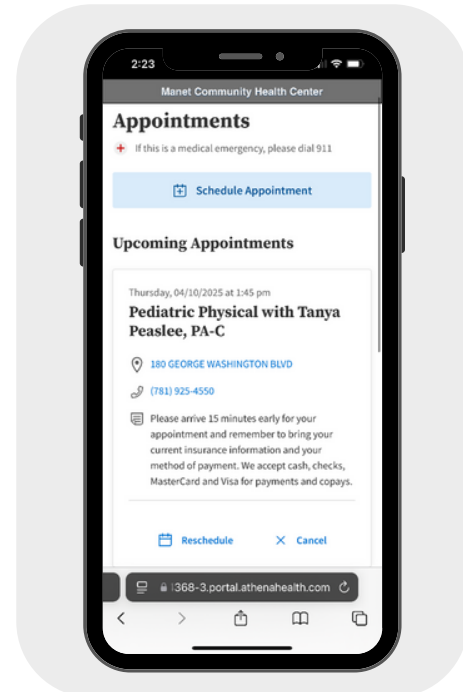 2:23
Manet Community Health Center
Appointments
If this is a medical emergency, please dial 911
Schedule Appointment
Upcoming Appointments
Thursday, 04/10/2025 at 1:45 pm
Pediatric Physical with Tanya
Peaslee, PA-C
180 GEORGE WASHINGTON BLVD
(781) 925-4550
Please arrive 15 minutes early for your
appointment and remember to bring your
current insurance information and your
method of payment. We accept cash, checks,
MasterCard and Visa for payments and copays.
Reschedule
Cancel
368-3.portal.athenahealth.com